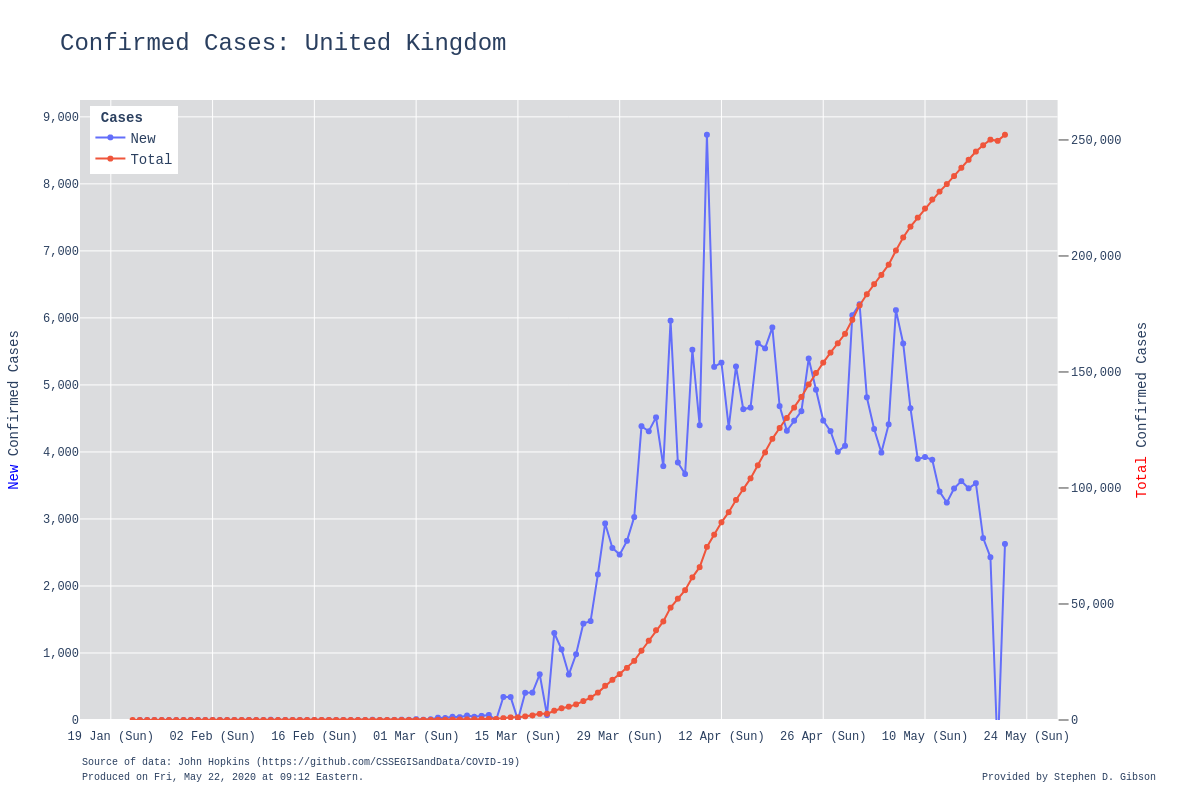 Confirmed Cases: United Kingdom
Cases
New
Total
9,000
8,000
7,000
6,000
5,000
4,000
3,000
2,000
1,000
0
New Confirmed Cases
250,000
200,000
150,000
100,000
50,000
0
Total Confirmed Cases
19 Jan (Sun) 02 Feb (Sun) 16 Feb (Sun) 01 Mar (Sun) 15 Mar (Sun) 29 Mar (Sun) 12 Apr (Sun) 26 Apr (Sun) 10 May (Sun) 24 May (Sun)
Source of data: John Hopkins (https://github.com/CSSEGISandData/COVID-19)
Produced on Fri, May 22, 2020 at 09:12 Eastern.
Provided by Stephen D. Gibson